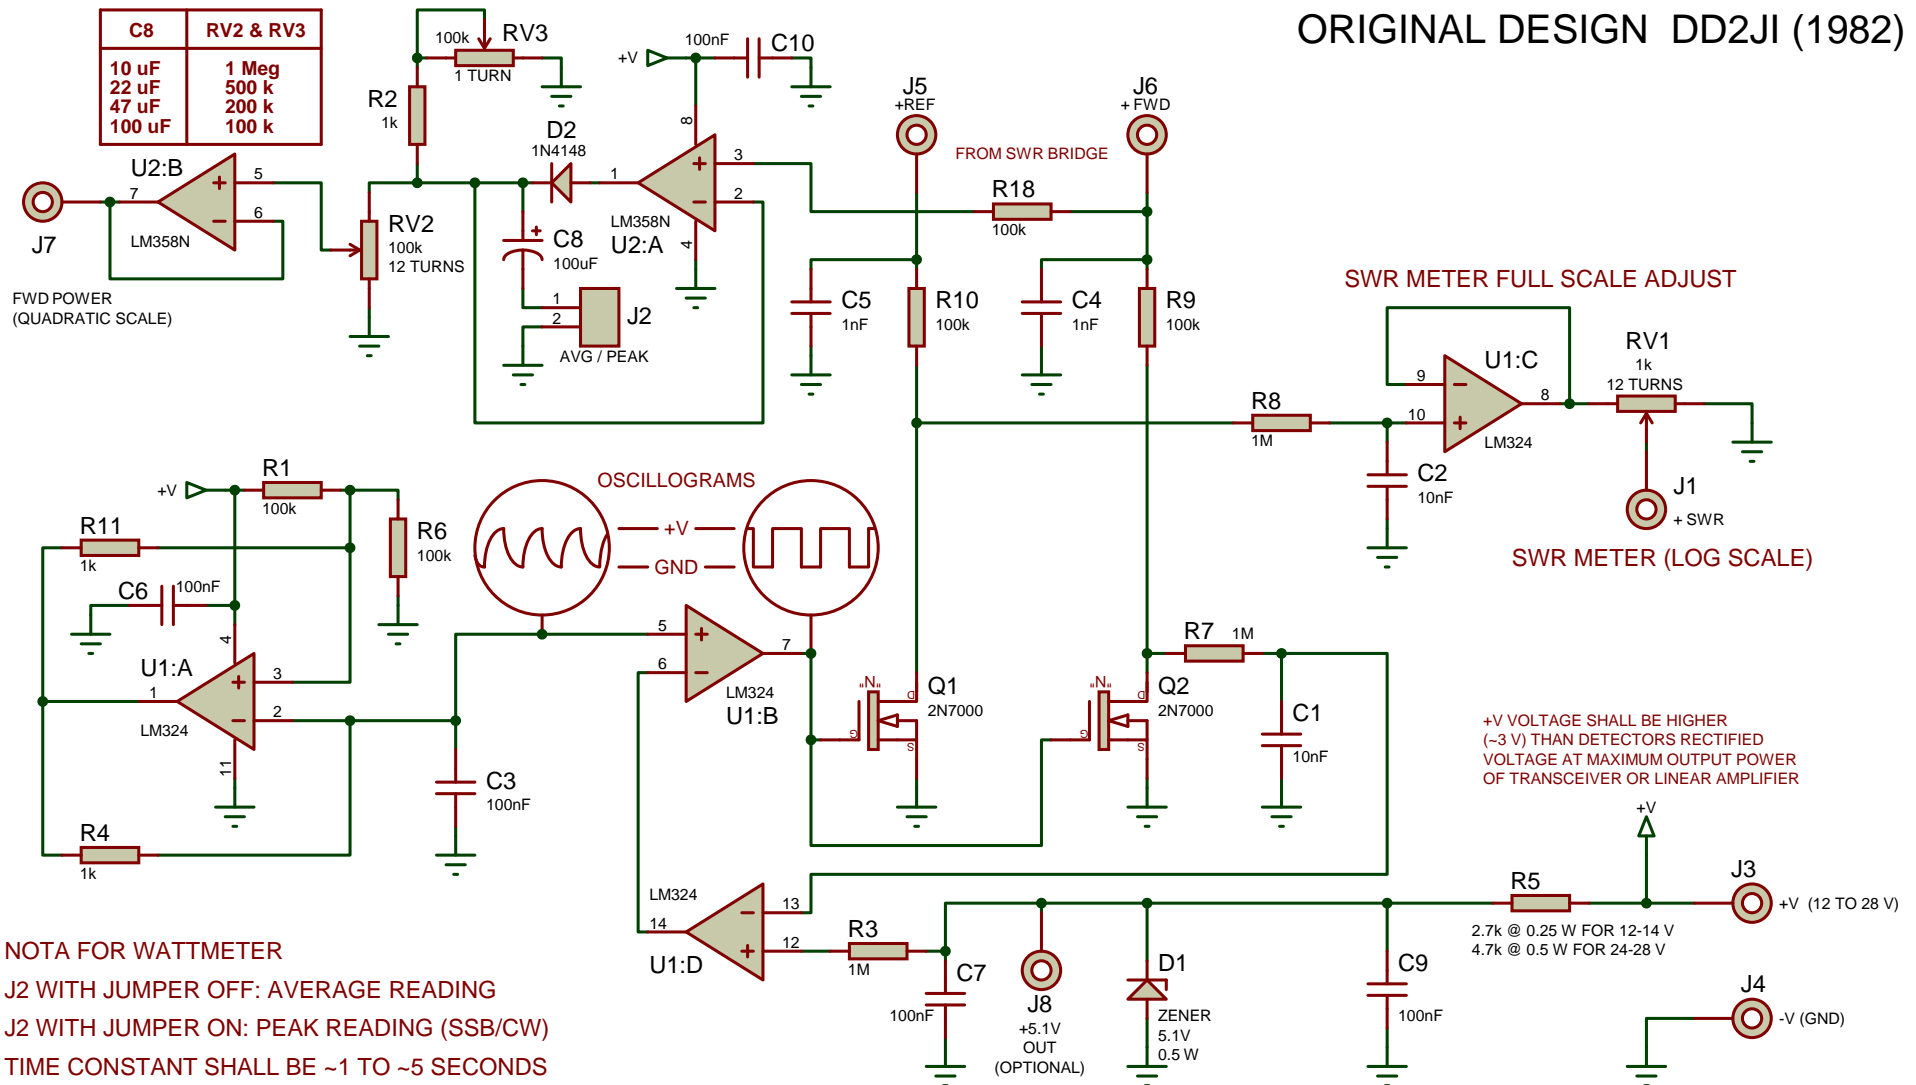 ORIGINAL DESIGN DD2JI (1982)
C8 RV2 & RV3
10 uF 1 Meg
22 uF 500 k
47 uF 200 k
100 uF 100 k
100k
RV3
1 TURN
R2
1k
+V
100nF
C10
8
D2
1N4148
1
3
2
4
LM358N
U2:A
U2:B
7
5
6
LM358N
J7
FWD POWER
(QUADRATIC SCALE)
RV2
100k
12 TURNS
C8
100uF
1
2
J2
AVG / PEAK
J5
+REF
J6
+ FWD
FROM SWR BRIDGE
R18
100k
C5
1nF
R10
100k
C4
1nF
R9
100k
SWR METER FULL SCALE ADJUST
U1:C
9
10
8
LM324
RV1
1k
12 TURNS
R8
1M
C2
10nF
J1
+ SWR
SWR METER (LOG SCALE)
+V
R1
100k
R11
1k
R6
100k
C6
100nF
4
U1:A
1
3
2
LM324
11
R4
1k
C3
100nF
OSCILLOGRAMS
+V
GND
5
6
7
LM324
U1:B
"N"
D
G
S
Q1
2N7000
"N"
D
G
S
Q2
2N7000
R7
1M
C1
10nF
+V VOLTAGE SHALL BE HIGHER
(~3 V) THAN DETECTORS RECTIFIED
VOLTAGE AT MAXIMUM OUTPUT POWER
OF TRANSCEIVER OR LINEAR AMPLIFIER
+V
LM324
14
13
12
U1:D
R3
1M
C7
100nF
J8
+5.1V
OUT
(OPTIONAL)
D1
ZENER
5.1V
0.5 W
C9
100nF
R5
2.7k @ 0.25 W FOR 12-14 V
4.7k @ 0.5 W FOR 24-28 V
J3
+V (12 TO 28 V)
J4
-V (GND)
NOTA FOR WATTMETER
J2 WITH JUMPER OFF: AVERAGE READING
J2 WITH JUMPER ON: PEAK READING (SSB/CW)
TIME CONSTANT SHALL BE ~1 TO ~5 SECONDS